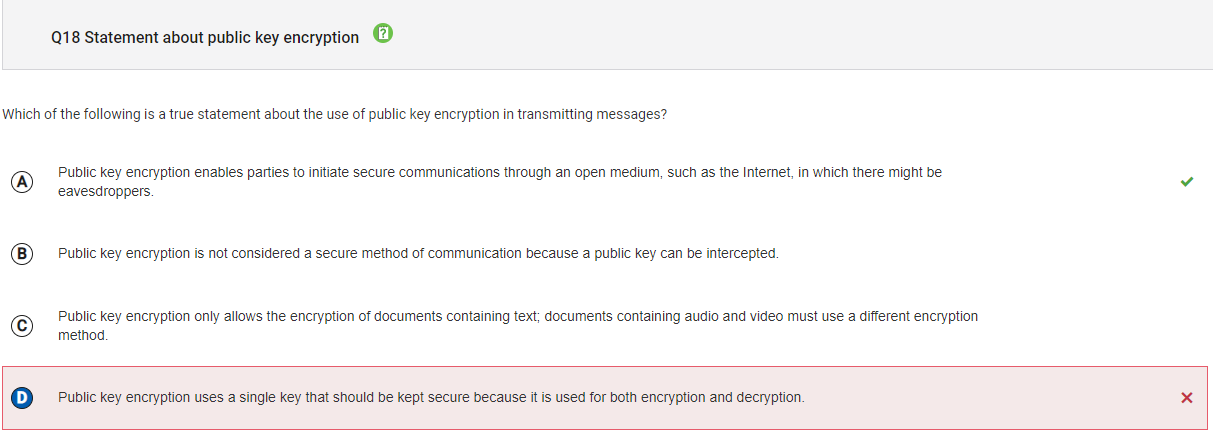 Q18 Statement about public key encryption
Which of the following is a true statement about the use of public key encryption in transmitting messages?
A
Public key encryption enables parties to initiate secure communications through an open medium, such as the Internet, in which there might be
eavesdroppers.
B
Public key encryption is not considered a secure method of communication because a public key can be intercepted.
C
Public key encryption only allows the encryption of documents containing text; documents containing audio and video must use a different encryption
method.
D
Public key encryption uses a single key that should be kept secure because it is used for both encryption and decryption.